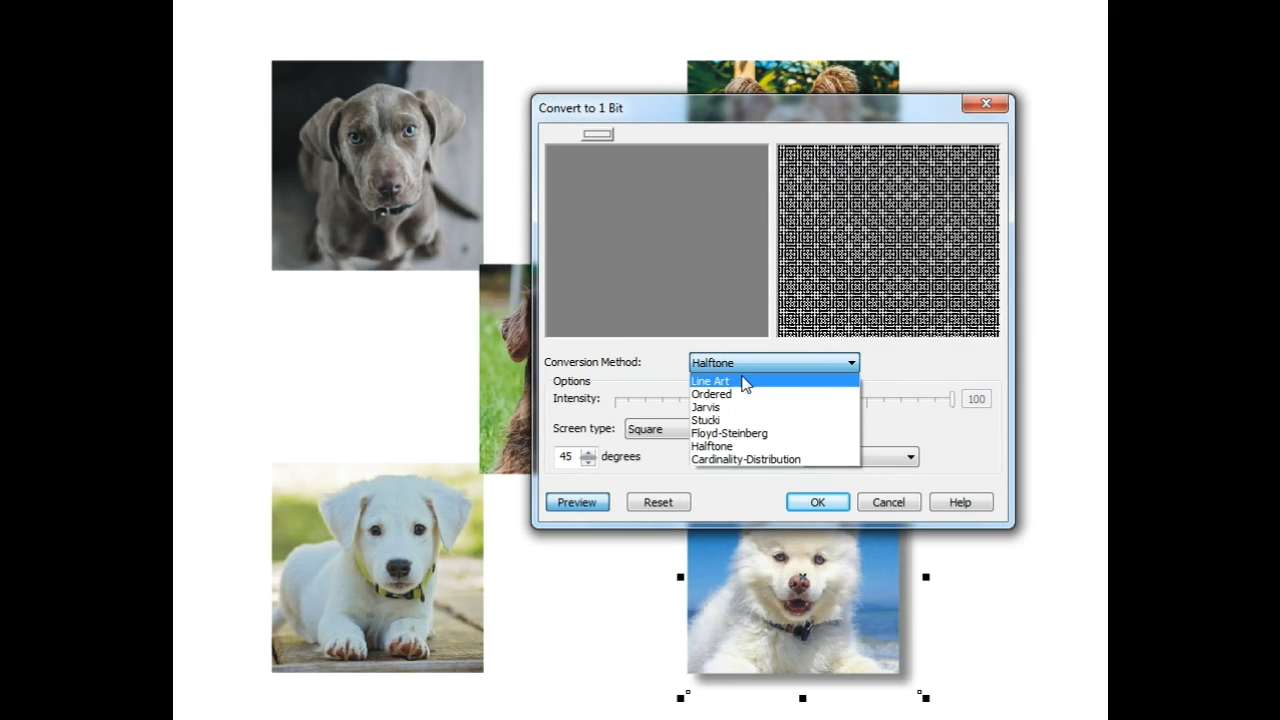 Convert to 1 Bit
Conversion Method:
Halftone
Options
Line Art
Intensity:
100
Ordered
Jarvis
Stucki
Screen type:
Square
Floyd-Steinberg
Halftone
45
degrees
Cardinality-Distribution
Preview
Reset
OK
Cancel
Help